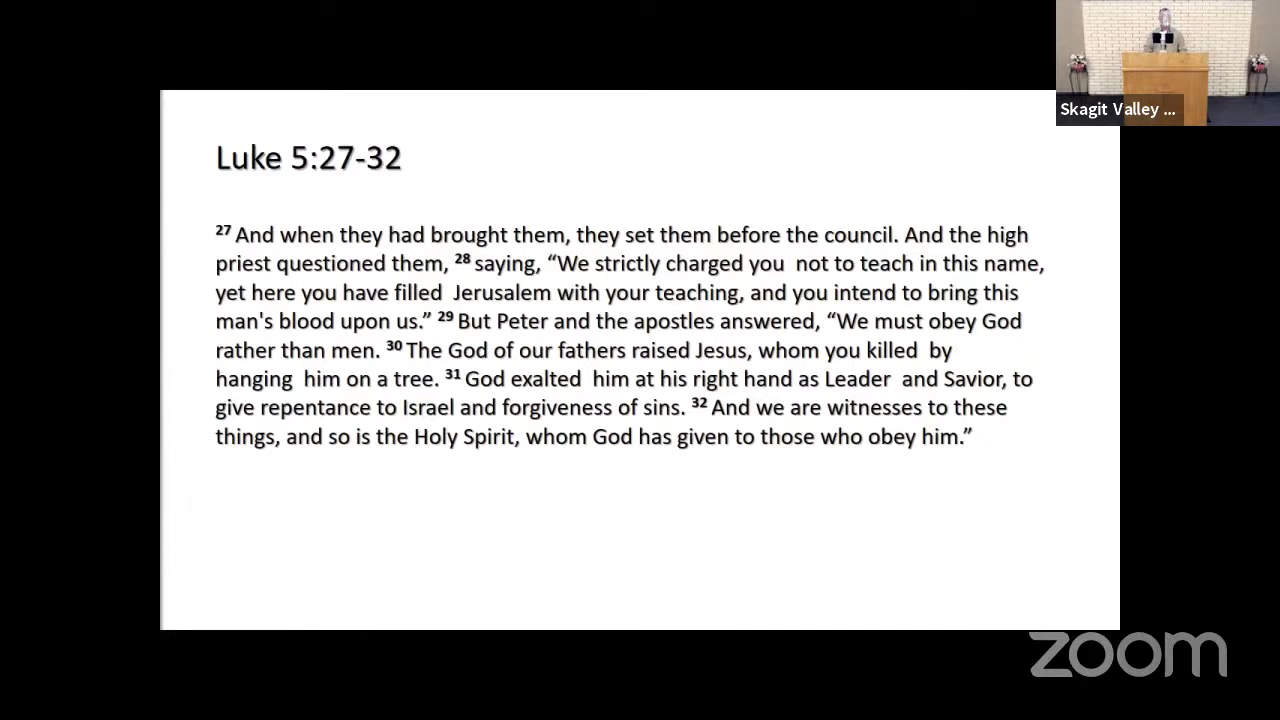 Skagit Valley ...
Luke 5:27-32
27 And when they had brought them, they set them before the council. And the high
priest questioned them, 28 saying, “We strictly charged you not to teach in this name,
yet here you have filled Jerusalem with your teaching, and you intend to bring this
man's blood upon us.” 29 But Peter and the apostles answered, “We must obey God
rather than men. 30 The God of our fathers raised Jesus, whom you killed by
hanging him on a tree. 31 God exalted him at his right hand as Leader and Savior, to
give repentance to Israel and forgiveness of sins. 32 And we are witnesses to these
things, and so is the Holy Spirit, whom God has given to those who obey him.”
zoom